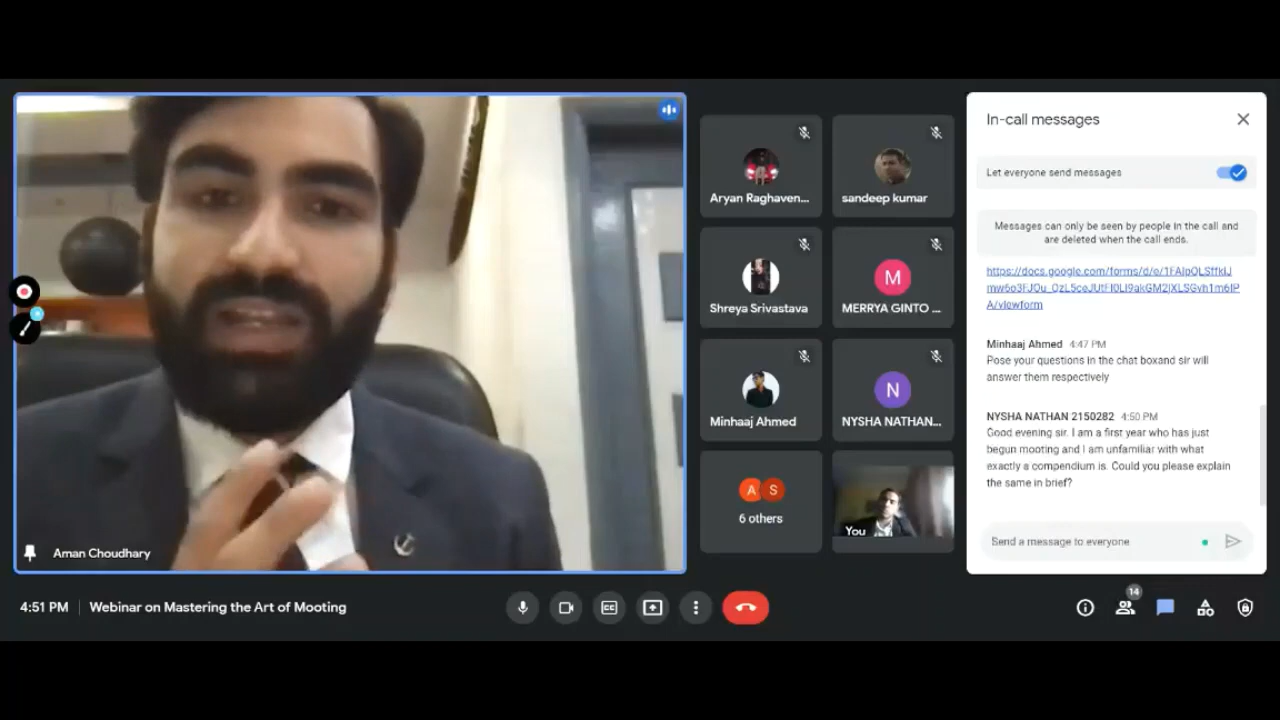 Aman Choudhary
4:51 PM
Webinar on Mastering the Art of Mooting
Aryan Raghaven...
sandeep kumar
Shreya Srivastava
M
MERRYA GINTO ...
Minhaaj Ahmed
N
NYSHA NATHAN...
A S
6 others
You
In-call messages
Let everyone send messages
Messages can only be seen by people in the call and
are deleted when the call ends.
Minhaaj Ahmed 4:47 PM
Pose your questions in the chat boxand sir will
answer them respectively
NYSHA NATHAN 2150282 4:50 PM
Good evening sir. I am a first year who has just
begun mooting and I am unfamiliar with what
exactly a compendium is. Could you please explain
the same in brief?
Send a message to everyone
CC
14